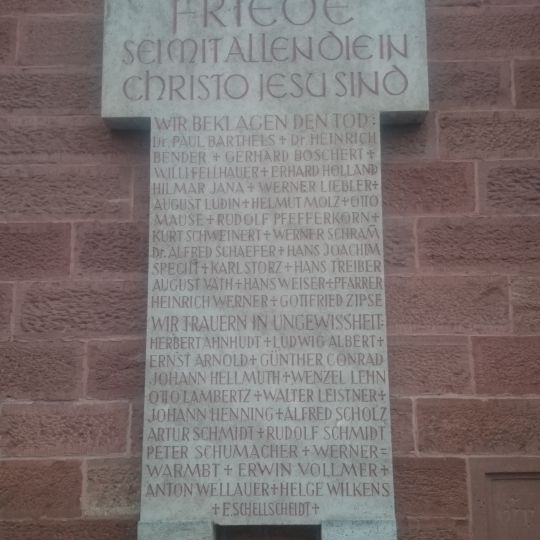 FRIEDE
SEI MIT ALLEN DIE IN
CHRISTO JESU SIND
WIR BEKLAGEN DEN TOD:
Dr. PAUL BARTHELS + Dr HEINRICH
BENDER + GERHARD BOSCHERT +
WILLI FELLHAUER + ERHARD HOLLAND
HILMAR JANA + WERNER LIEBLER +
AUGUST LUDIN + HELMUT MOLZ + OTTO
MAUSE + RUDOLF PFEFFERKORN +
KURT SCHWEINERT + WERNER SCHRAM
Dr. ALFRED SCHAEFER + HANS JOACHIM
SPECHT + KARL STORZ + HANS TREIBER
AUGUST VATH + HANS WEISER + PFARRER
HEINRICH WERNER + GOTTFRIED ZIPSE
WIR TRAUERN IN UNGEWISSHEIT:
HERBERT AHNHUDT + LUDWIG ALBERT +
ERNST ARNOLD + GÜNTHER CONRAD
JOHANN HELLMUTH + WENZEL LEHN
OTTO LAMBERTZ + WALTER LEISTNER +
JOHANN HENNING + ALFRED SCHOLZ
ARTUR SCHMIDT + RUDOLF SCHMIDT
PETER SCHUMACHER + WERNER =
WARMBT + ERWIN VOLLMER +
ANTON WELLAUER + HELGE WILKENS
+ F. SCHELLSCHEIDT +